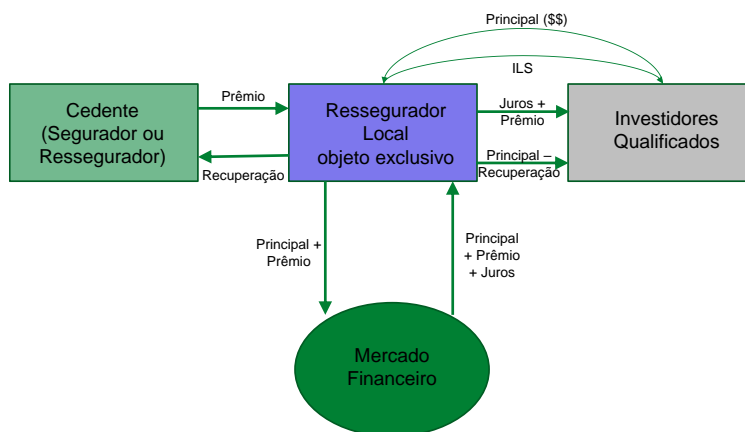 Principal ($$)
ILS
Cedente
(Segurador ou
Ressegurador)
Prêmio
Recuperação
Ressegurador
Local
objeto exclusivo
Juros +
Prêmio
Principal –
Recuperação
Investidores
Qualificados
Principal +
Prêmio
Principal
+ Prêmio
+ Juros
Mercado
Financeiro